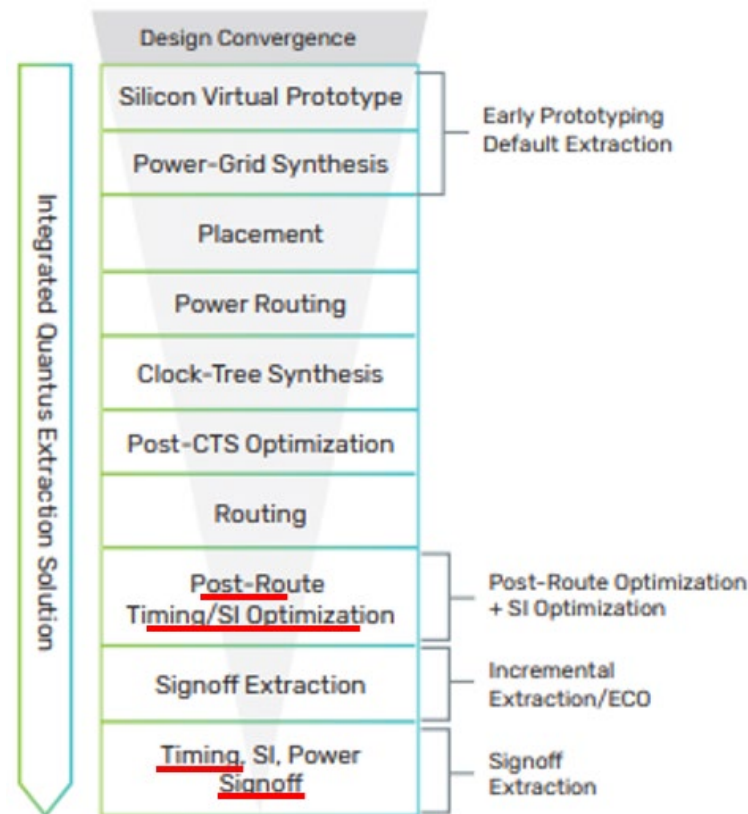 Design Convergence
Integrated Quantus Extraction Solution
Silicon Virtual Prototype
Power-Grid Synthesis
Early Prototyping
Default Extraction
Placement
Power Routing
Clock-Tree Synthesis
Post-CTS Optimization
Routing
Post-Route
Timing/SI Optimization
Post-Route Optimization
+ SI Optimization
Signoff Extraction
Incremental
Extraction/ECO
Timing, SI, Power
Signoff
Signoff
Extraction